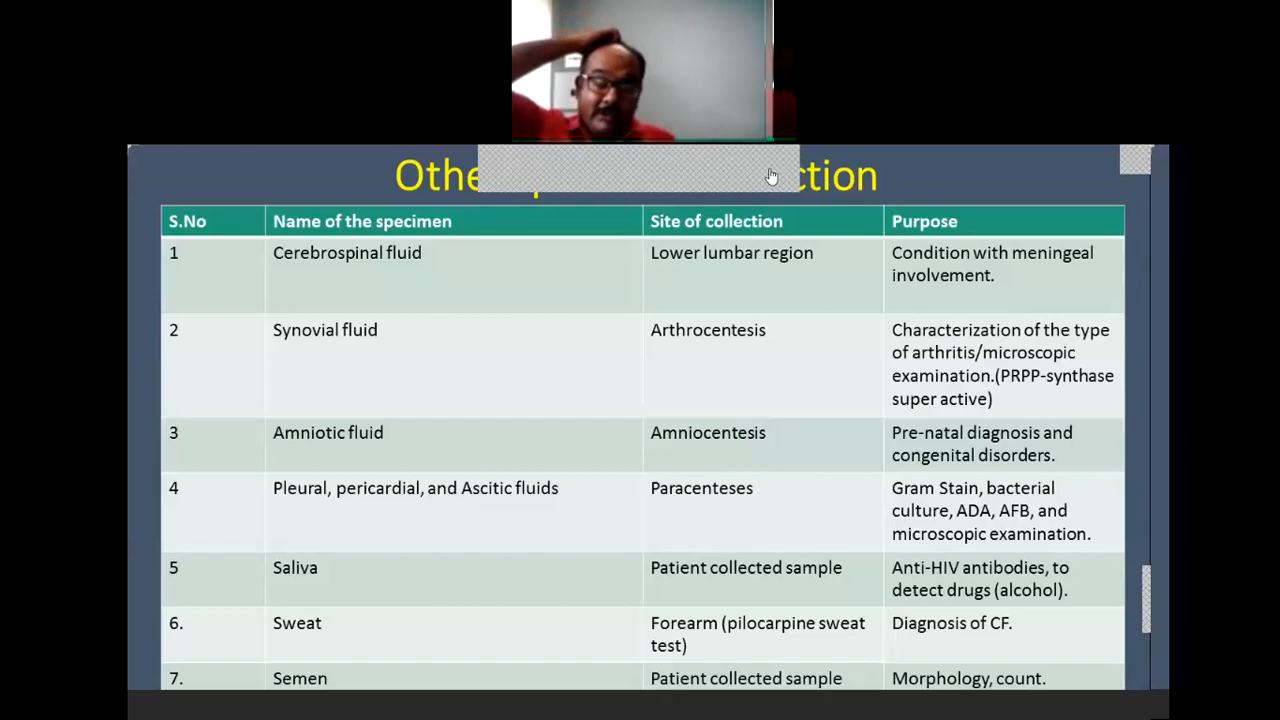 Othe ction
S.No Name of the specimen Site of collection Purpose
1 Cerebrospinal fluid Lower lumbar region Condition with meningeal
involvement.
2 Synovial fluid Arthrocentesis Characterization of the type
of arthritis/microscopic
examination.(PRPP-synthase
super active)
3 Amniotic fluid Amniocentesis Pre-natal diagnosis and
congenital disorders.
4 Pleural, pericardial, and Ascitic fluids Paracenteses Gram Stain, bacterial
culture, ADA, AFB, and
microscopic examination.
5 Saliva Patient collected sample Anti-HIV antibodies, to
detect drugs (alcohol).
6. Sweat Forearm (pilocarpine sweat Diagnosis of CF.
test)
7. Semen Patient collected sample Morphology, count.